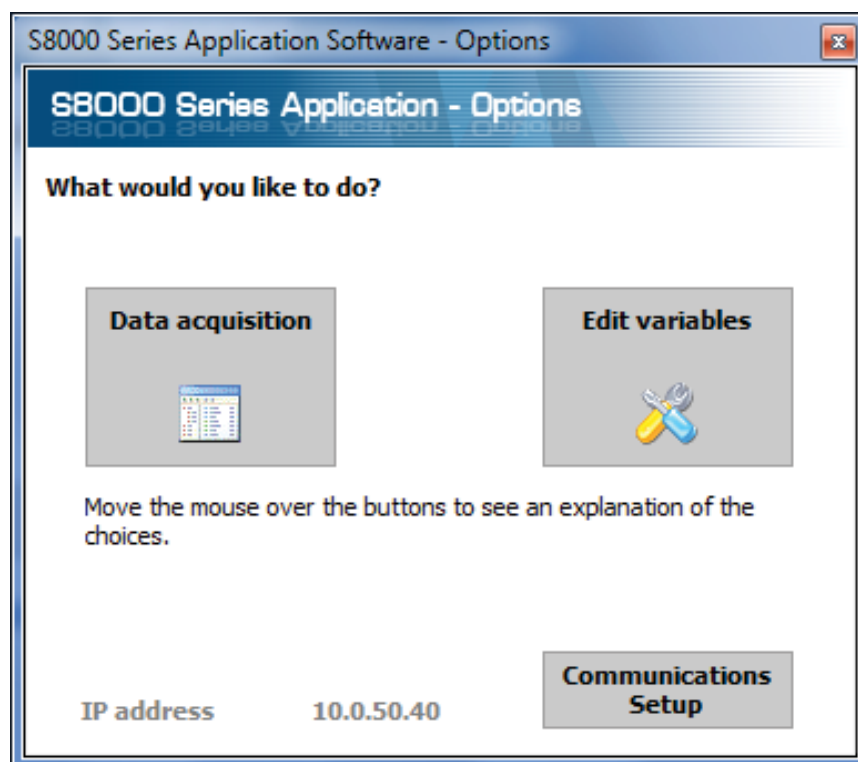 S8000 Series Application Software - Options
S8000 Series Application - Options
What would you like to do?
Data acquisition
Edit variables
Move the mouse over the buttons to see an explanation of the
choices.
Communications
Setup
IP address 10.0.50.40